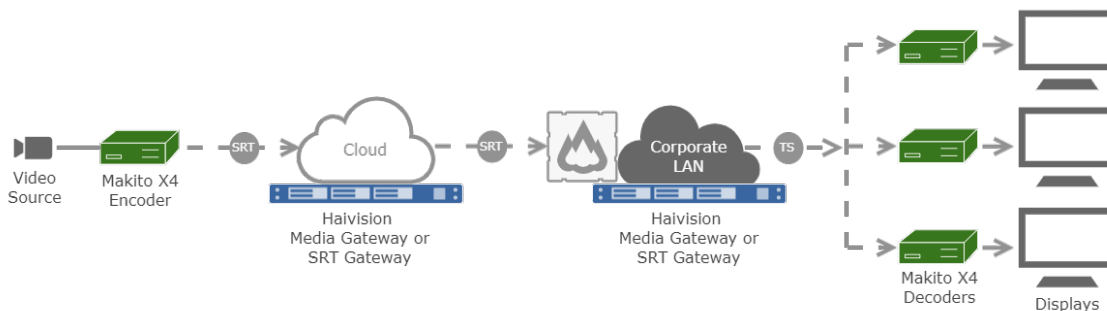 Video
Source
Makito X4
Encoder
SRT
Cloud
Haivision
Media Gateway or
SRT Gateway
SRT
Corporate
LAN
Haivision
Media Gateway or
SRT Gateway
TS
Makito X4
Decoders
Displays